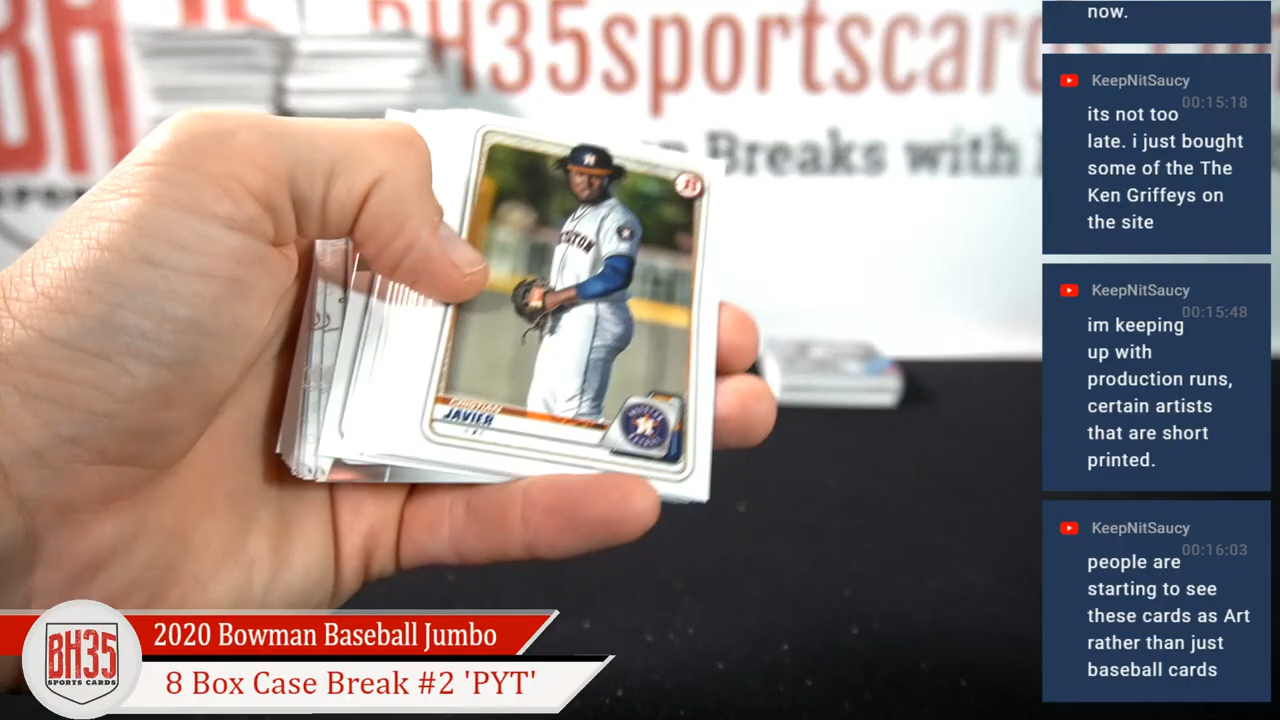 BH35sportscards
Breaks with
H
B
CRISTIAN
JAVIER
H
BH35
SPORTS CARDS
2020 Bowman Baseball Jumbo
8 Box Case Break #2 'PYT'
now.
KeepNitSaucy
00:15:18
its not too
late. i just bought
some of the The
Ken Griffeys on
the site
KeepNitSaucy
00:15:48
im keeping
up with
production runs,
certain artists
that are short
printed.
KeepNitSaucy
00:16:03
people are
starting to see
these cards as Art
rather than just
baseball cards